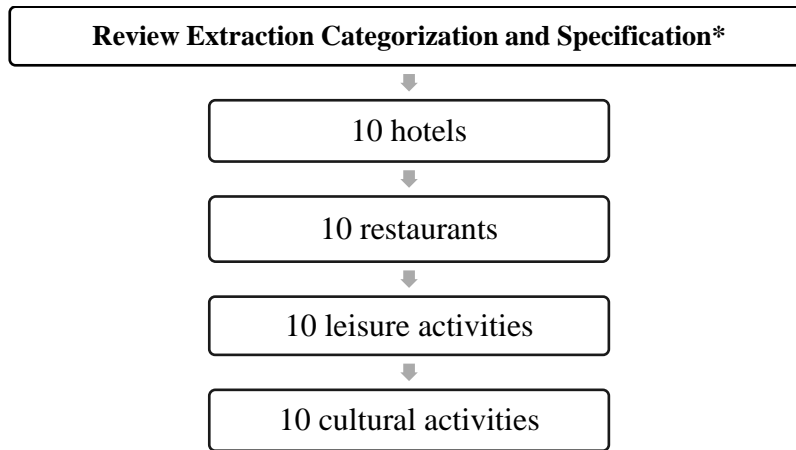 Review Extraction Categorization and Specification*
10 hotels
10 restaurants
10 leisure activities
10 cultural activities